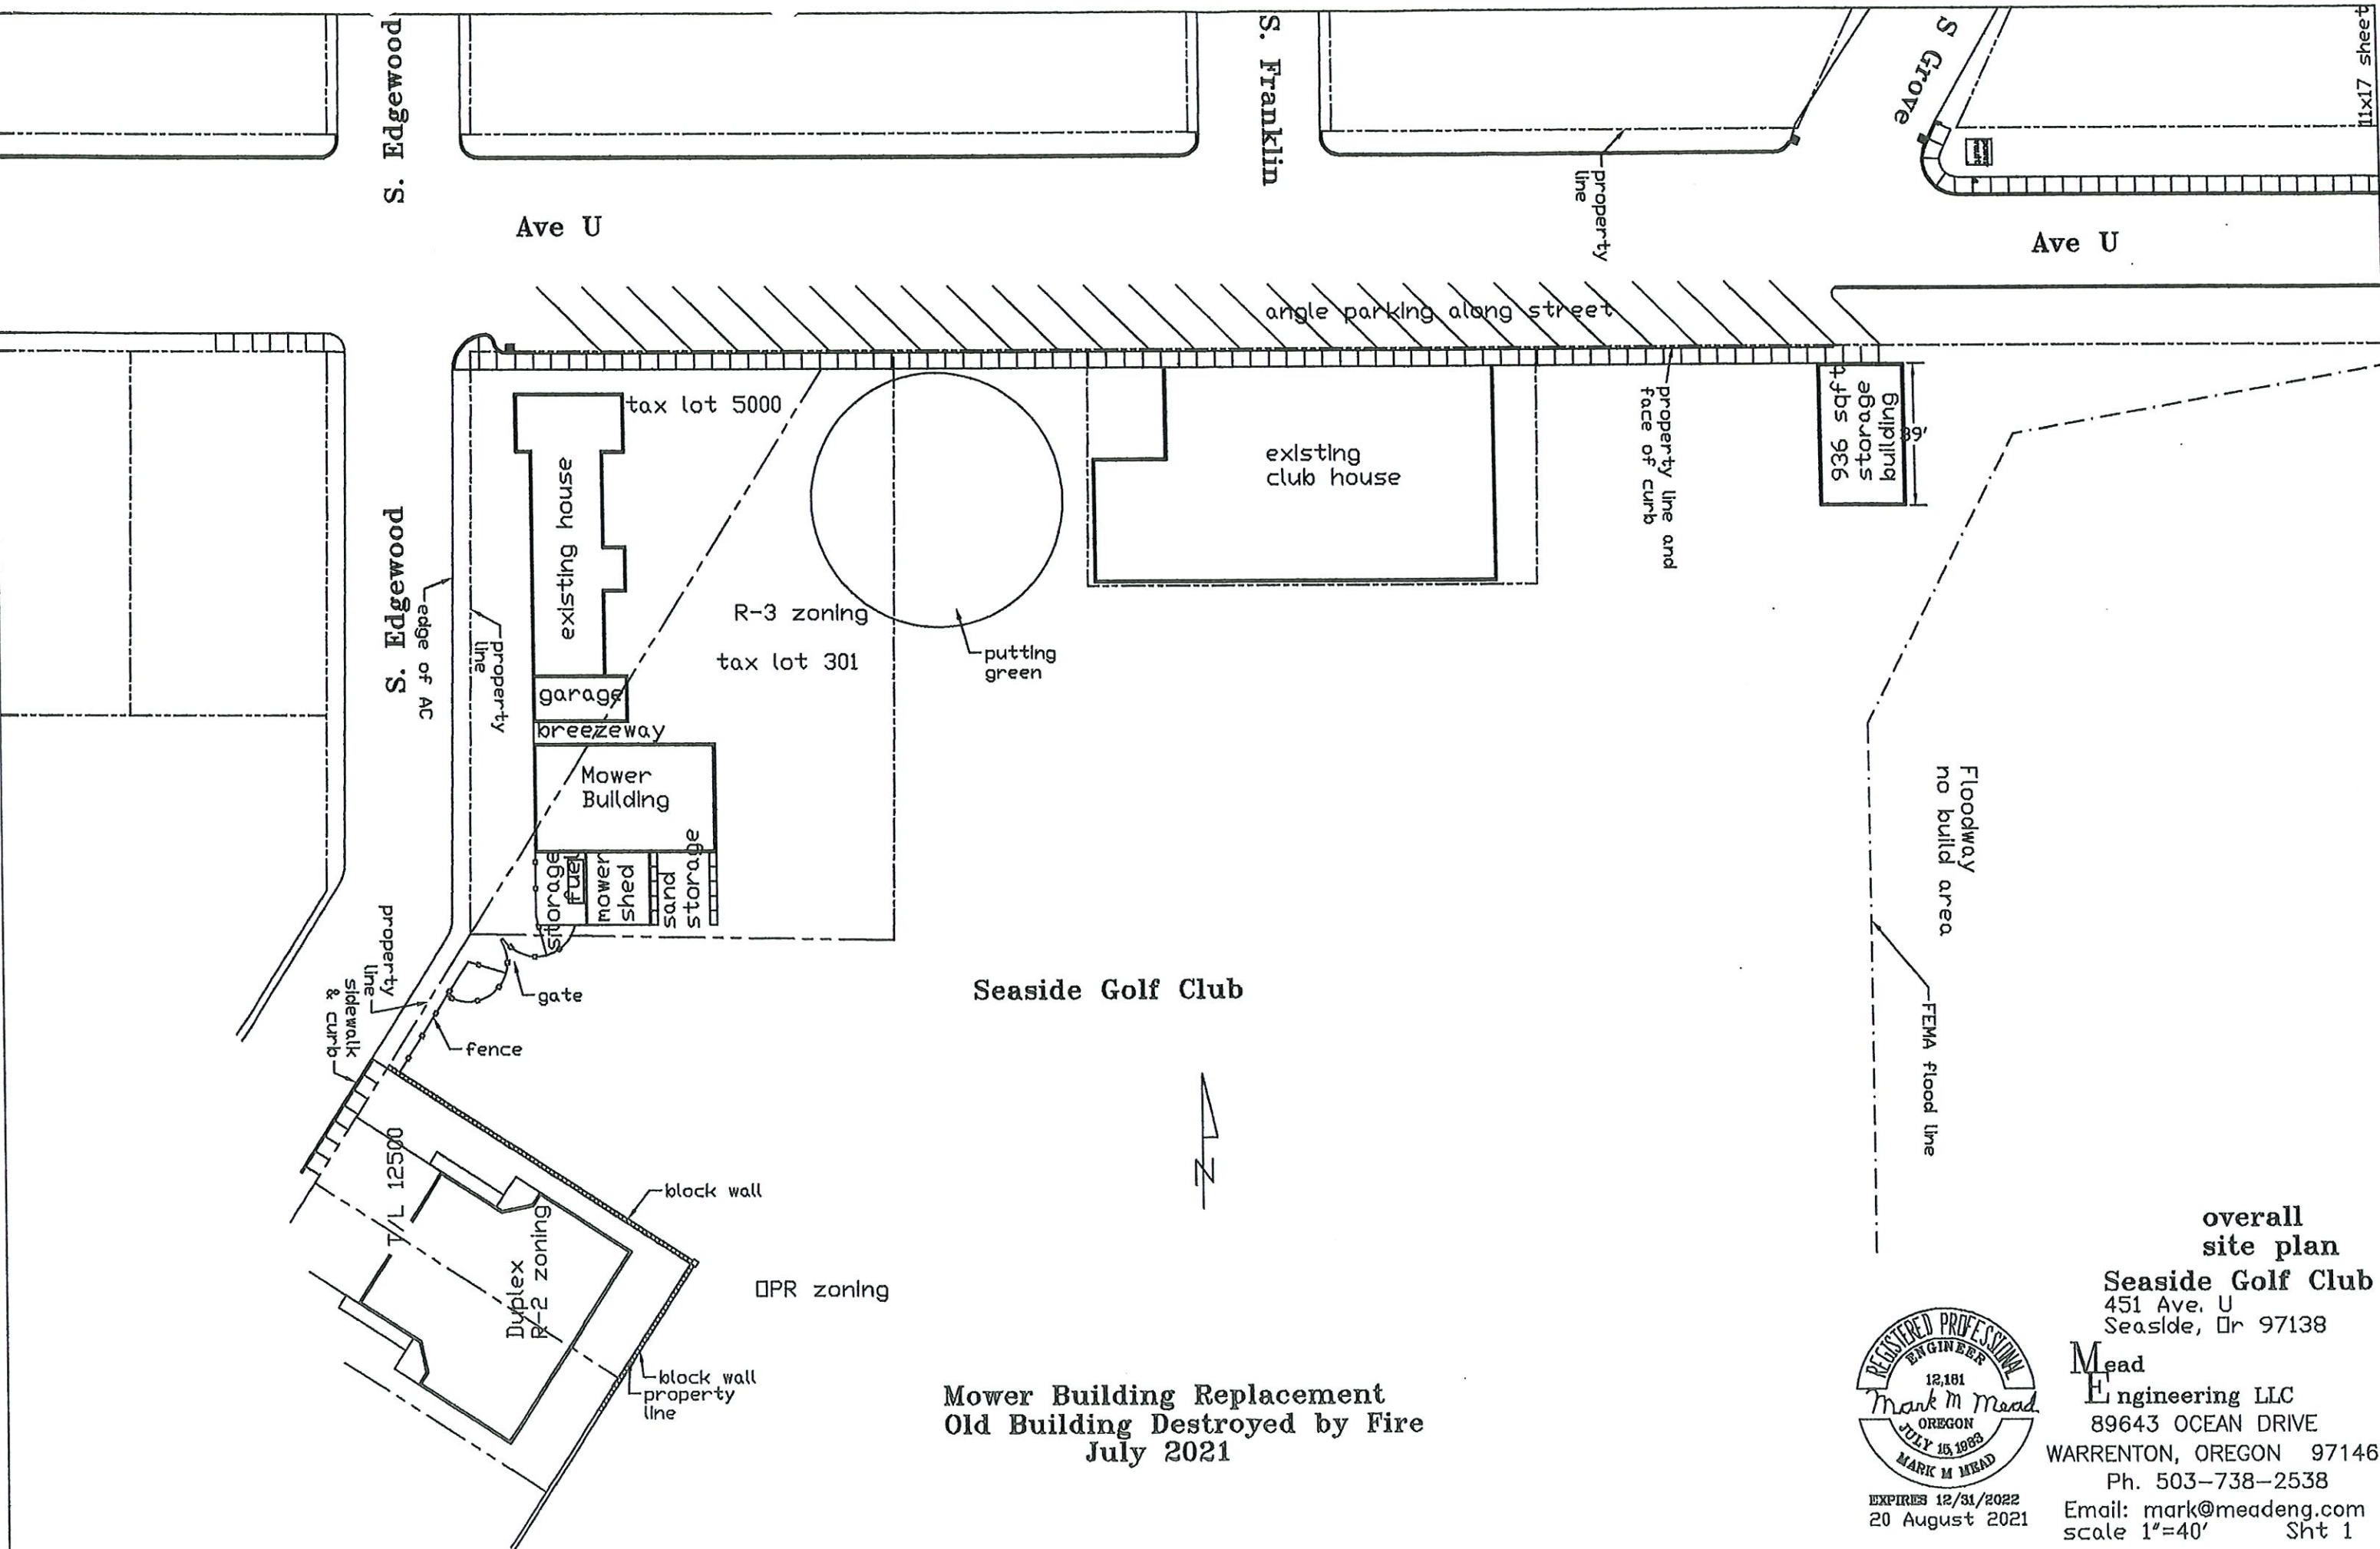 S. Edgewood
S. Franklin
S Grove
11x17 sheet
power
vault
property
line
Ave U
Ave U
angle parking along street
tax lot 5000
existing house
existing
club house
property line and
face of curb
936 sqft
storage
building
39'
S. Edgewood
edge of AC
property
line
R-3 zoning
tax lot 301
putting
green
garage
breezeway
Mower
Building
storage
fuel
mower
shed
sand
storage
Floodway
no build area
FEMA flood line
property
line
sidewalk
& curb
gate
fence
Seaside Golf Club
N
T/L 12500
block wall
Duplex
R-2 zoning
OPR zoning
block wall
property
line
Mower Building Replacement
Old Building Destroyed by Fire
July 2021
overall
site plan
Seaside Golf Club
451 Ave. U
Seaside, Or 97138
Mead
Engineering LLC
89643 OCEAN DRIVE
WARRENTON, OREGON 97146
Ph. 503-738-2538
Email: mark@meadeng.com
scale 1"=40' Sht 1
REGISTERED PROFESSIONAL
ENGINEER
12,181
Mark M Mead
OREGON
JULY 15, 1983
MARK M MEAD
EXPIRES 12/31/2022
20 August 2021